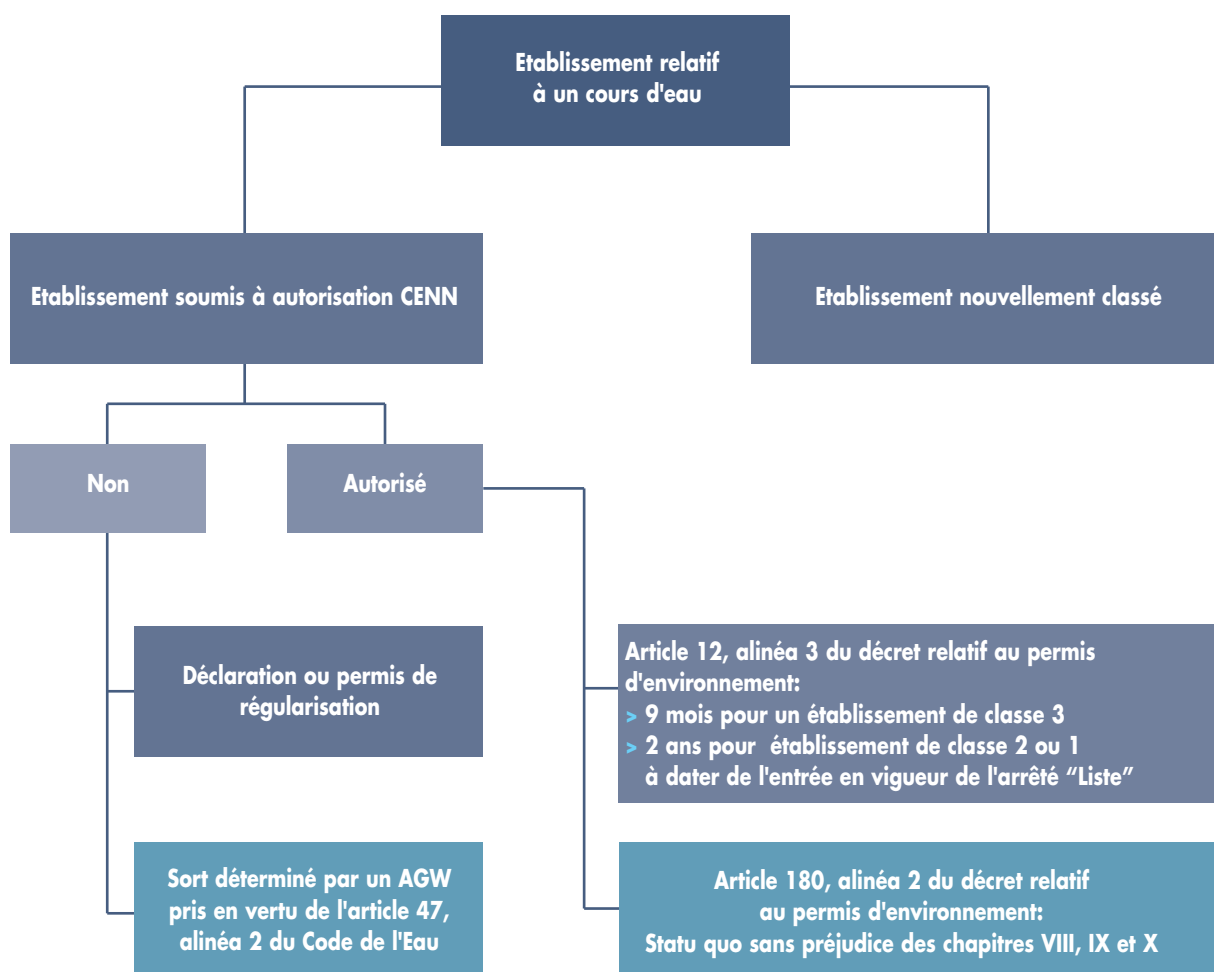 Etablissement relatif
à un cours d'eau
Etablissement soumis à autorisation CENN
Etablissement nouvellement classé
Non
Autorisé
Déclaration ou permis de
régularisation
Article 12, alinéa 3 du décret relatif au permis
d'environnement:
> 9 mois pour un établissement de classe 3
> 2 ans pour établissement de classe 2 ou 1
à dater de l'entrée en vigueur de l'arrêté “Liste”
Sort déterminé par un AGW
pris en vertu de l'article 47,
alinéa 2 du Code de l'Eau
Article 180, alinéa 2 du décret relatif
au permis d'environnement:
Statu quo sans préjudice des chapitres VIII, IX et X